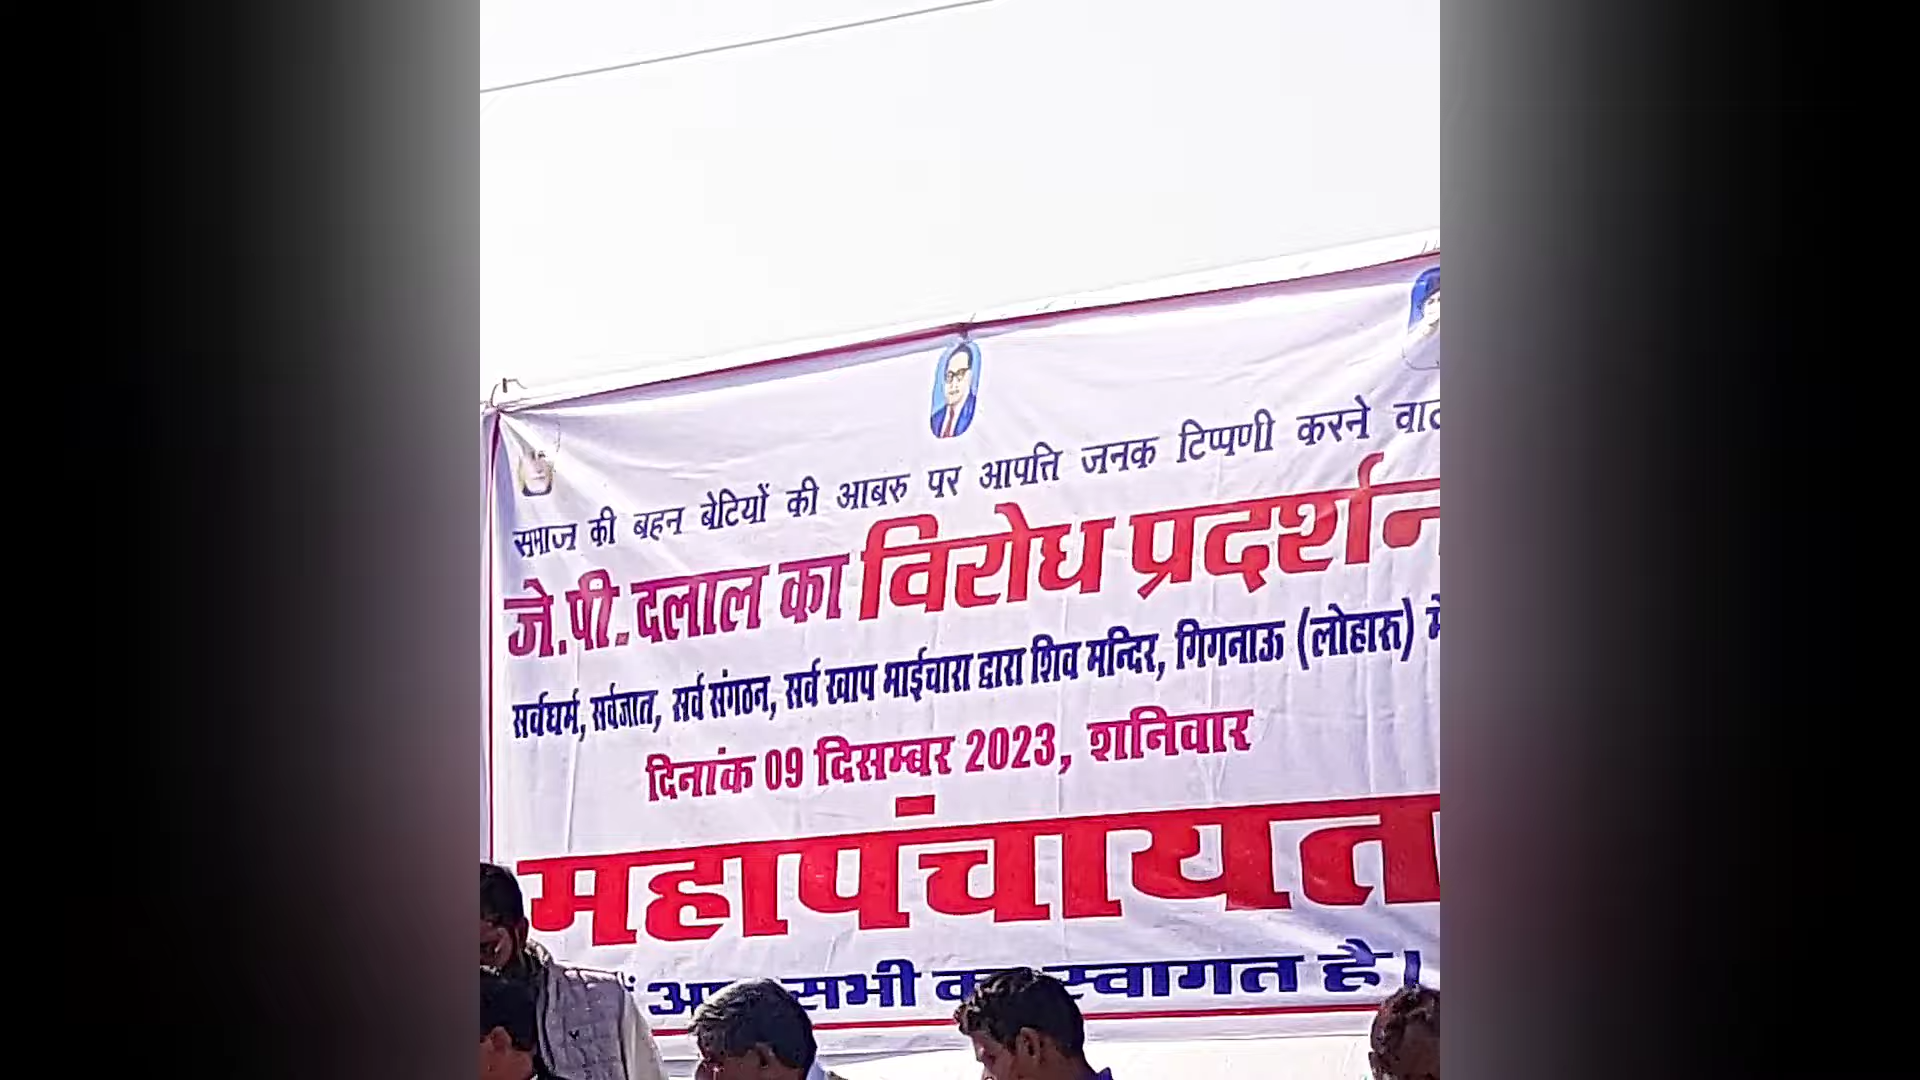 समाज की बहन बेटियों की आबरु पर आपत्ति जनक टिप्पणी करने
जे.पी. दलाल का विरोध प्रदर्शन
सर्वधर्म, सर्वजात, सर्व संगठन, सर्व खाप भाईचारा द्वारा शिव मन्दिर, गिगनाऊ (लोहारू) में
दिनांक 09 दिसम्बर 2023, शनिवार
महापंचायत
सभी का स्वागत है।